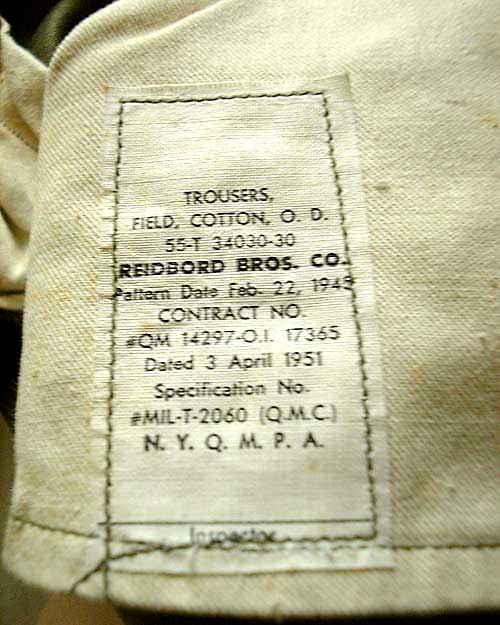 TROUSERS,
FIELD, COTTON, O. D.
55-T 34030-30
REIDBORD BROS. CO.
Pattern Date Feb. 22, 1945
CONTRACT NO.
#QM 14297-O.I. 17365
Dated 3 April 1951
Specification No.
#MIL-T-2060 (Q.M.C.)
N. Y. Q. M. P. A.
Inspector